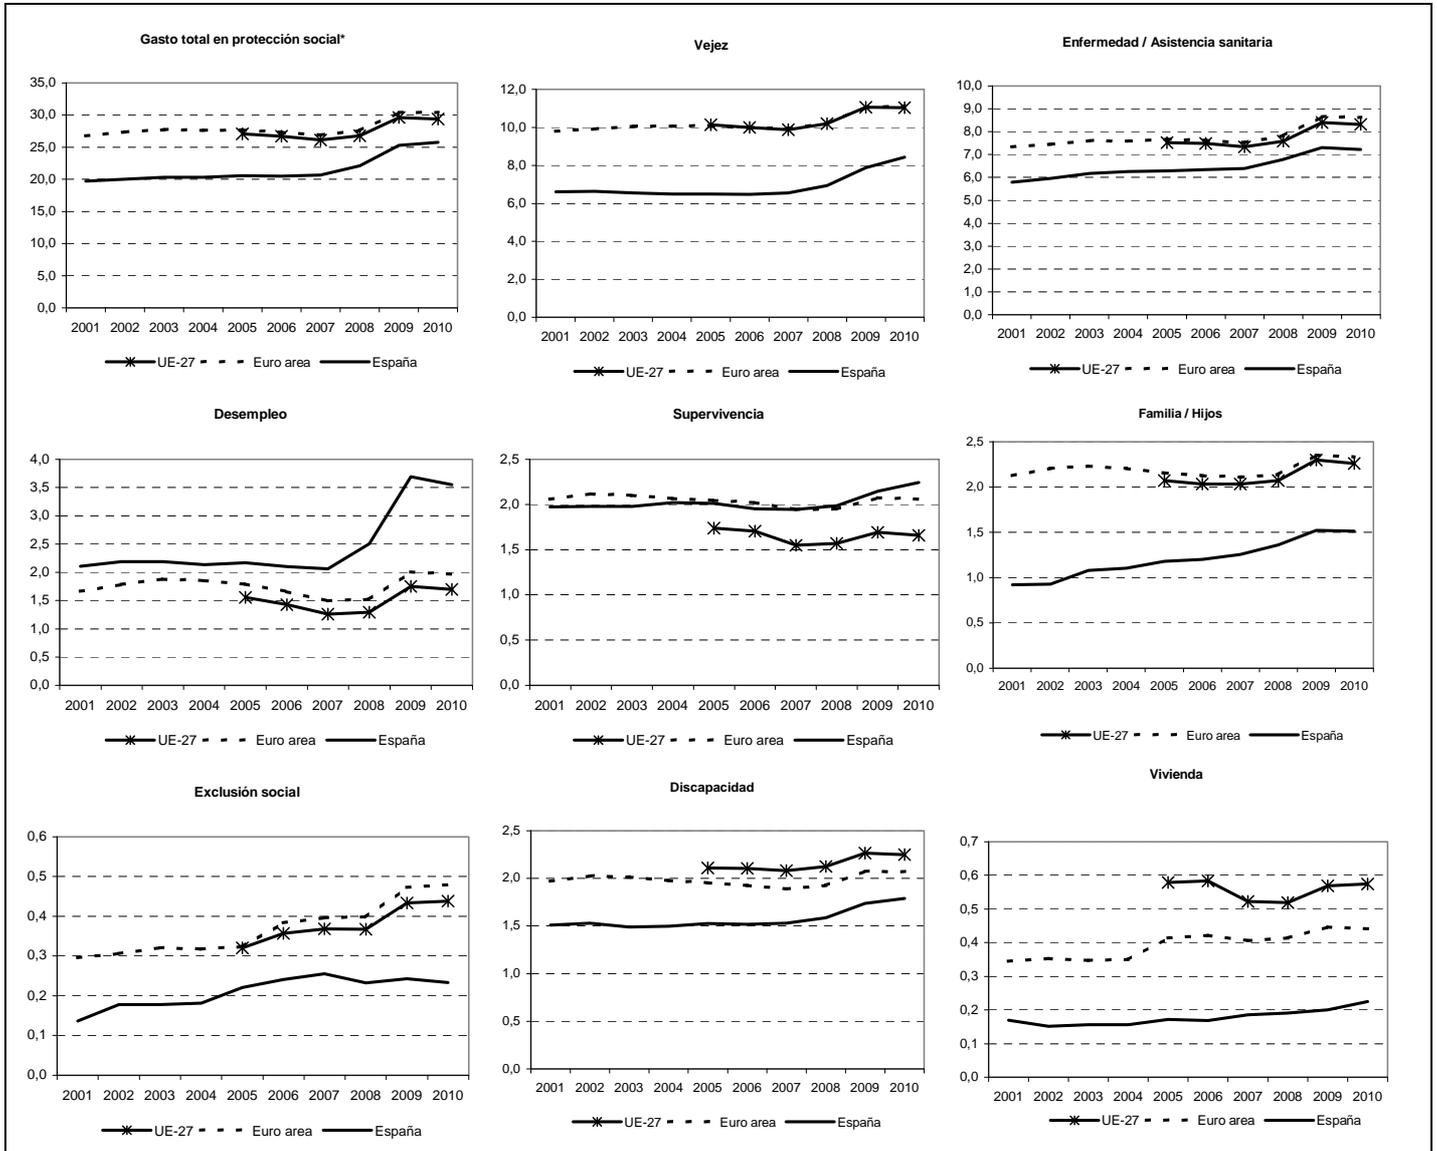 Gasto total en protección social*
35,0
30,0
25,0
20,0
15,0
10,0
5,0
0,0
2001 2002 2003 2004 2005 2006 2007 2008 2009 2010
UE-27 Euro area España
Vejez
12,0
10,0
8,0
6,0
4,0
2,0
0,0
2001 2002 2003 2004 2005 2006 2007 2008 2009 2010
UE-27 Euro area España
Enfermedad / Asistencia sanitaria
10,0
9,0
8,0
7,0
6,0
5,0
4,0
3,0
2,0
1,0
0,0
2001 2002 2003 2004 2005 2006 2007 2008 2009 2010
UE-27 Euro area España
Desempleo
4,0
3,5
3,0
2,5
2,0
1,5
1,0
0,5
0,0
2001 2002 2003 2004 2005 2006 2007 2008 2009 2010
UE-27 Euro area España
Supervivencia
2,5
2,0
1,5
1,0
0,5
0,0
2001 2002 2003 2004 2005 2006 2007 2008 2009 2010
UE-27 Euro area España
Familia / Hijos
2,5
2,0
1,5
1,0
0,5
0,0
2001 2002 2003 2004 2005 2006 2007 2008 2009 2010
UE-27 Euro area España
Exclusión social
0,6
0,5
0,4
0,3
0,2
0,1
0,0
2001 2002 2003 2004 2005 2006 2007 2008 2009 2010
UE-27 Euro area España
Discapacidad
2,5
2,0
1,5
1,0
0,5
0,0
2001 2002 2003 2004 2005 2006 2007 2008 2009 2010
UE-27 Euro area España
Vivienda
0,7
0,6
0,5
0,4
0,3
0,2
0,1
0,0
2001 2002 2003 2004 2005 2006 2007 2008 2009 2010
UE-27 Euro area España